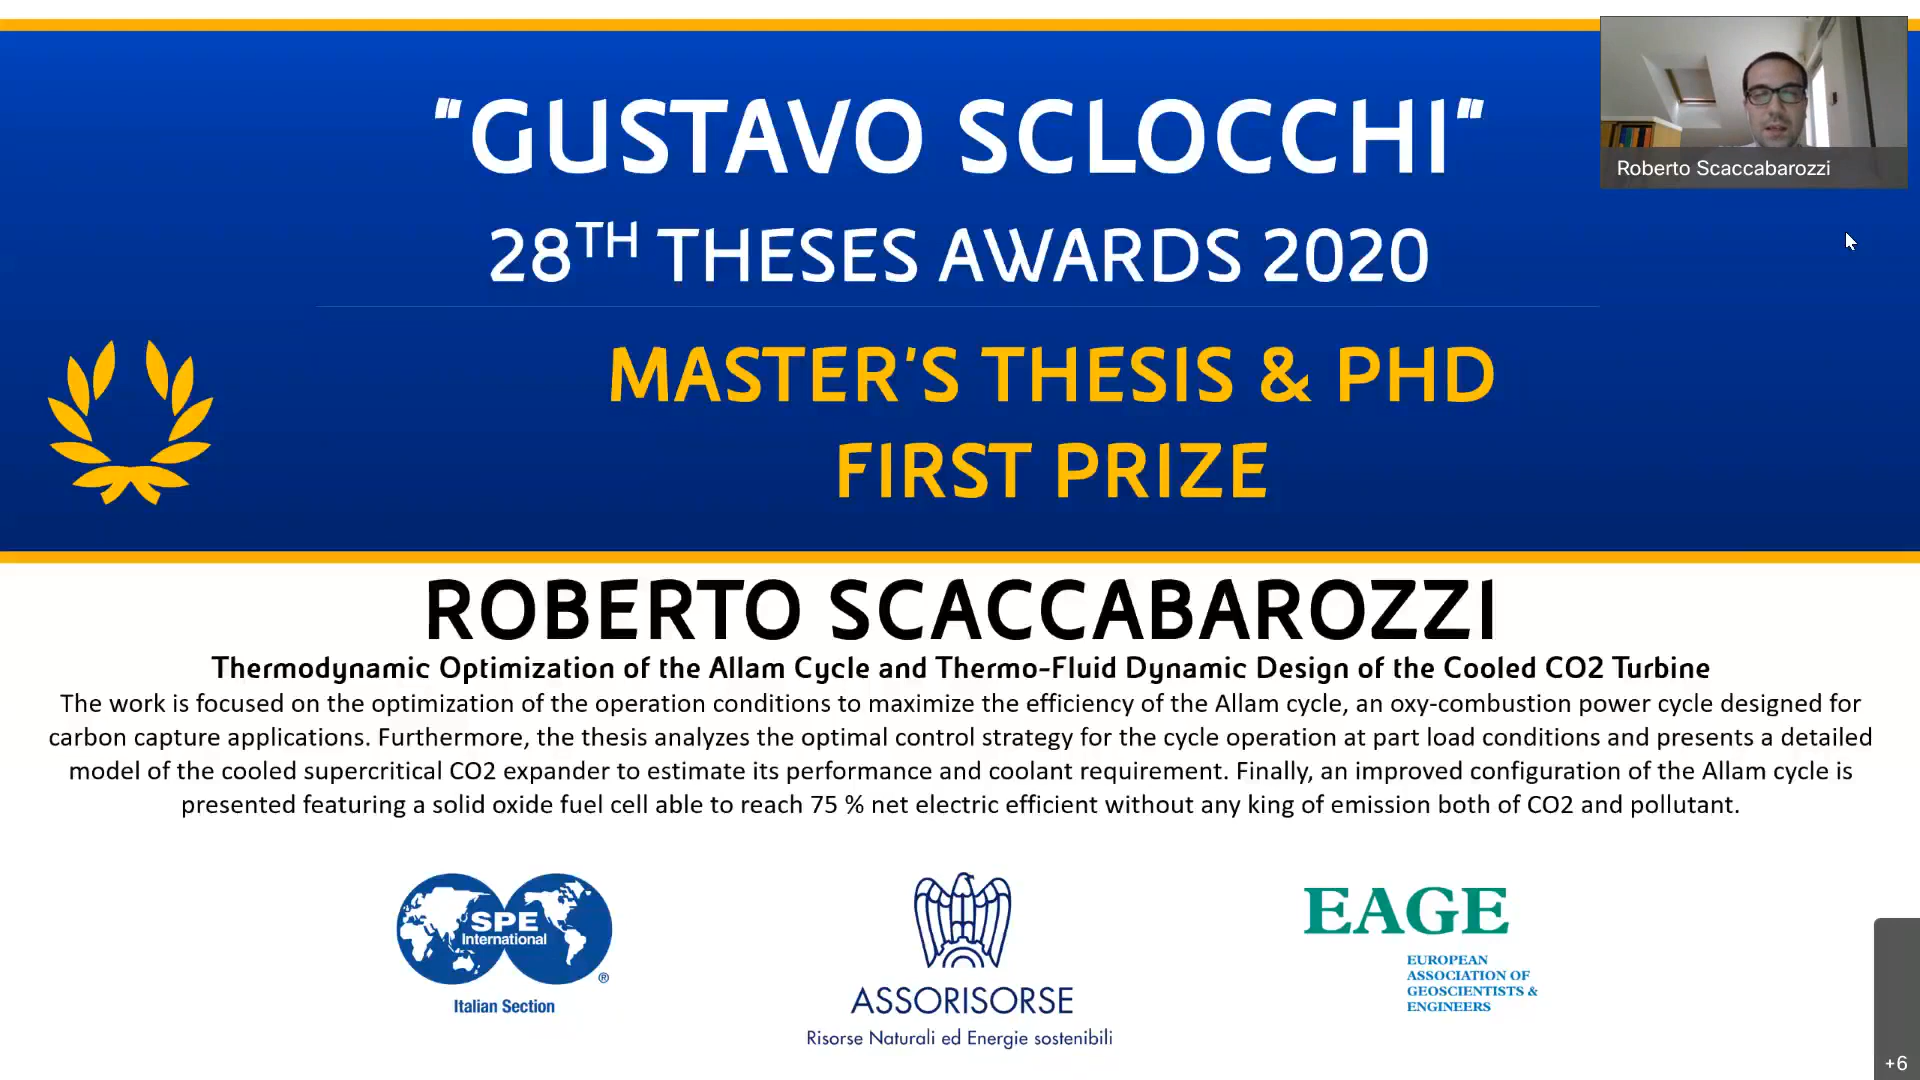 "GUSTAVO SCLOCCHI"
28TH THESES AWARDS 2020
MASTER'S THESIS & PHD
FIRST PRIZE
Roberto Scaccabarozzi
ROBERTO SCACCABAROZZI
Thermodynamic Optimization of the Allam Cycle and Thermo-Fluid Dynamic Design of the Cooled CO2 Turbine
The work is focused on the optimization of the operation conditions to maximize the efficiency of the Allam cycle, an oxy-combustion power cycle designed for
carbon capture applications. Furthermore, the thesis analyzes the optimal control strategy for the cycle operation at part load conditions and presents a detailed
model of the cooled supercritical CO2 expander to estimate its performance and coolant requirement. Finally, an improved configuration of the Allam cycle is
presented featuring a solid oxide fuel cell able to reach 75 % net electric efficient without any king of emission both of CO2 and pollutant.
SPE
International
®
Italian Section
ASSORISORSE
Risorse Naturali ed Energie sostenibili
EAGE
EUROPEAN
ASSOCIATION OF
GEOSCIENTISTS &
ENGINEERS
+6